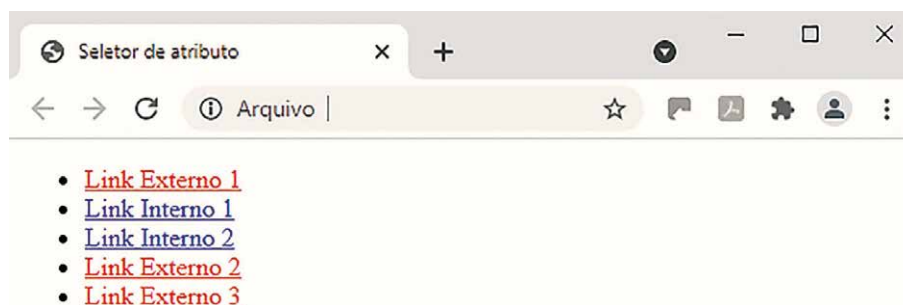 Seletor de atributo
Arquivo
Link Externo 1
Link Interno 1
Link Interno 2
Link Externo 2
Link Externo 3